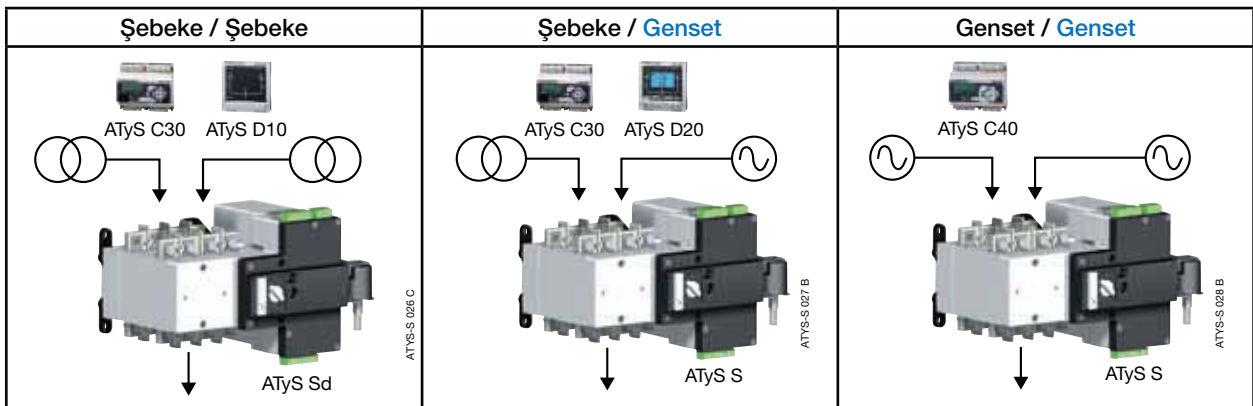 Şebeke / Şebeke
Şebeke / Genset
Genset / Genset
ATyS C30
ATyS D10
ATYS-S 026 C
ATyS Sd
ATyS C30
ATyS D20
ATYS-S 027 B
ATyS S
ATyS C40
ATYS-S 028 B
ATyS S